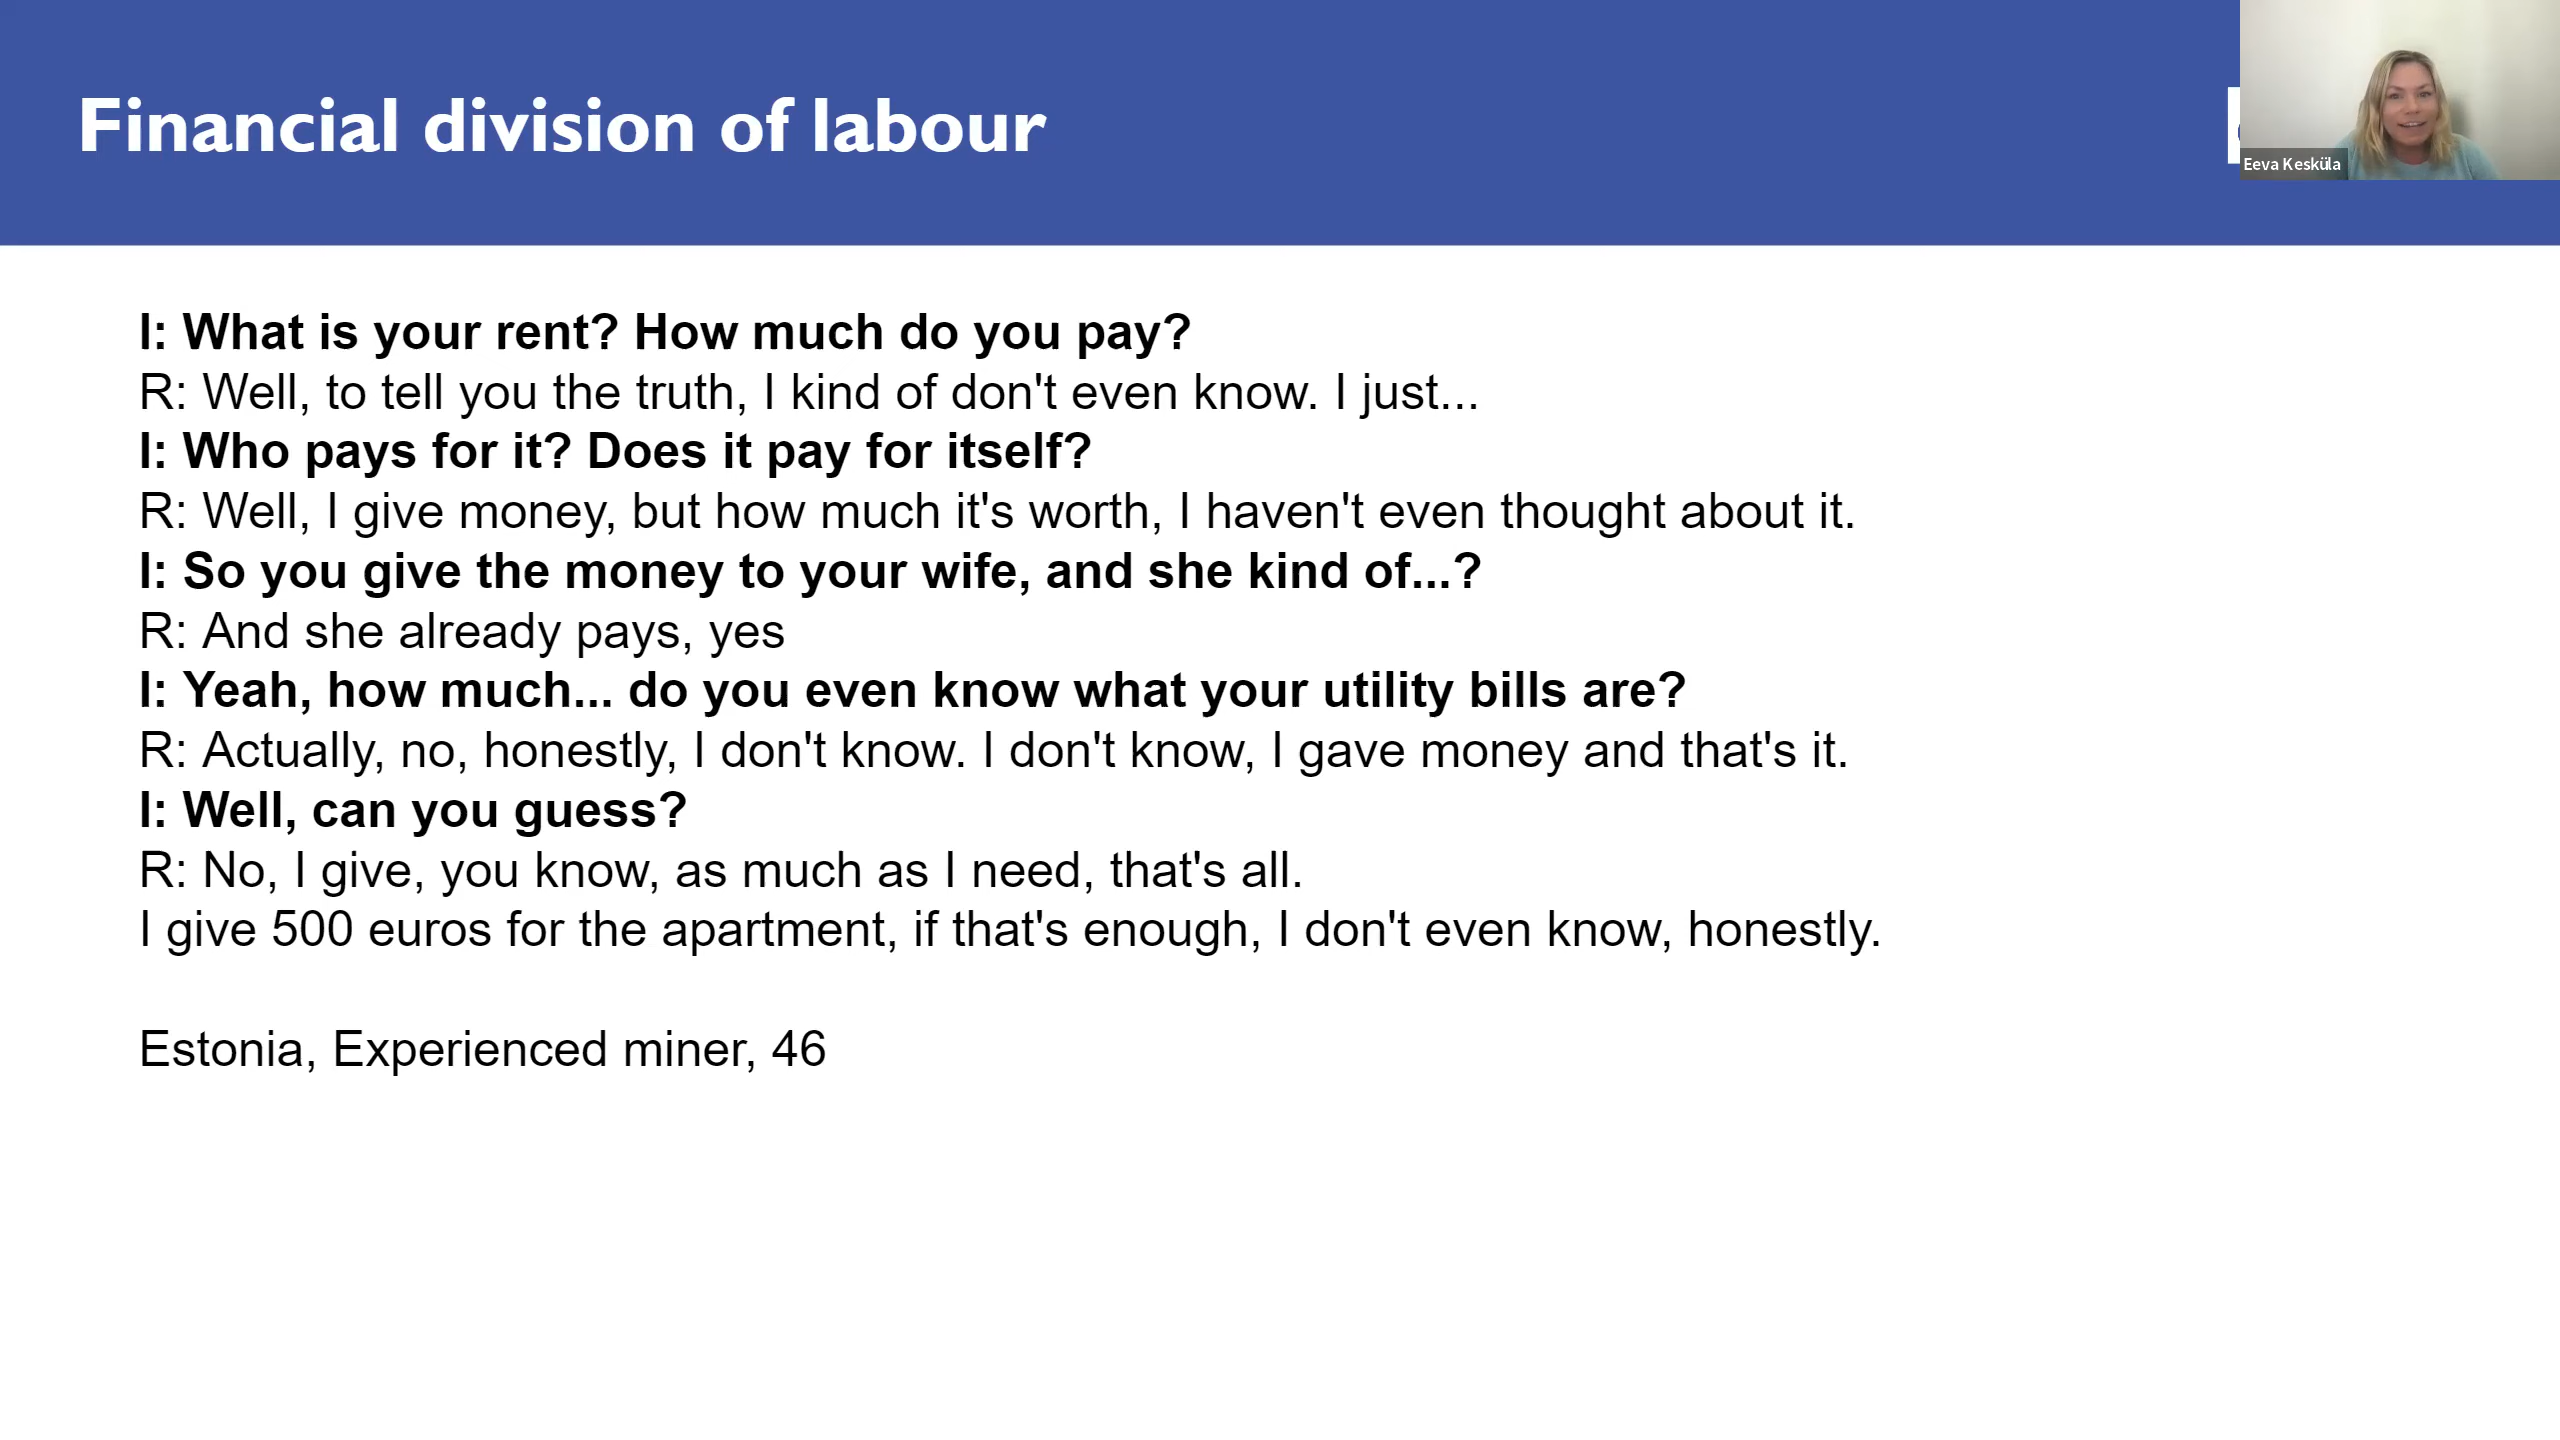 Financial division of labour
Eeva Kesküla
I: What is your rent? How much do you pay?
R: Well, to tell you the truth, I kind of don't even know. I just...
I: Who pays for it? Does it pay for itself?
R: Well, I give money, but how much it's worth, I haven't even thought about it.
I: So you give the money to your wife, and she kind of...?
R: And she already pays, yes
I: Yeah, how much... do you even know what your utility bills are?
R: Actually, no, honestly, I don't know. I don't know, I gave money and that's it.
I: Well, can you guess?
R: No, I give, you know, as much as I need, that's all.
I give 500 euros for the apartment, if that's enough, I don't even know, honestly.
Estonia, Experienced miner, 46